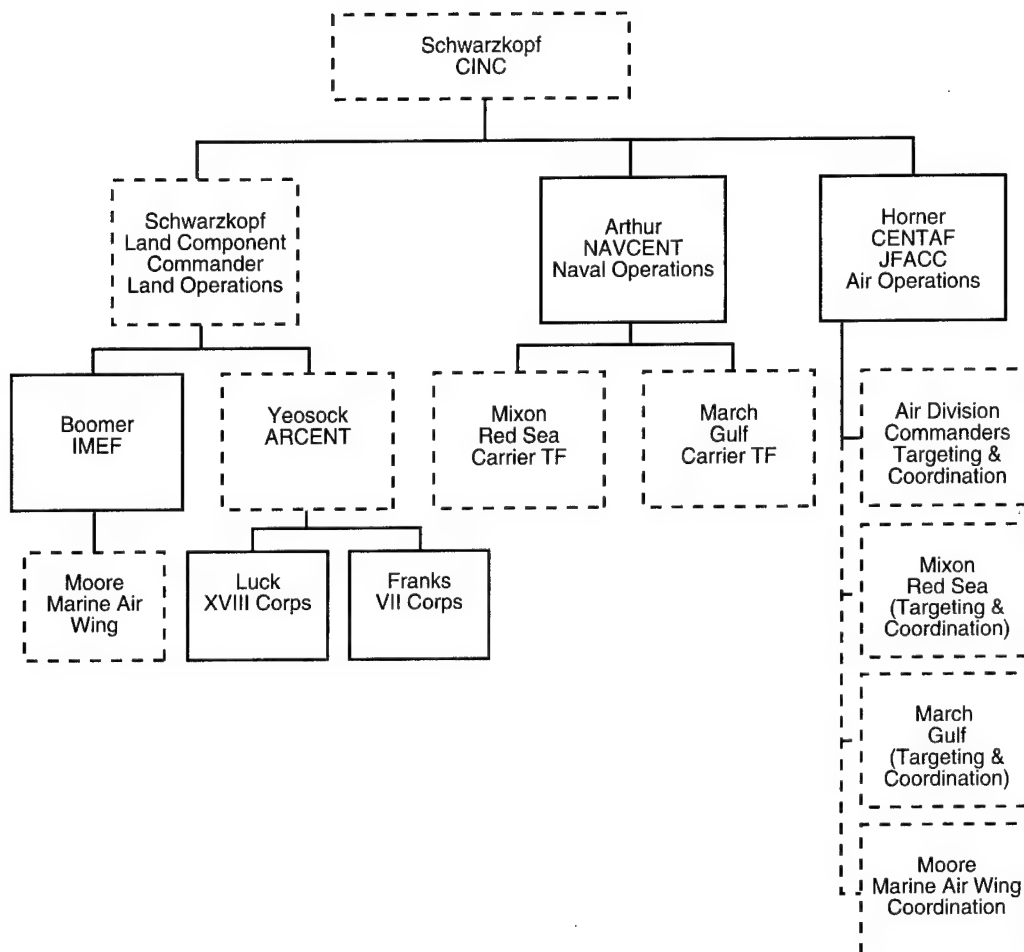 Schwarzkopf
CINC
Schwarzkopf
Land Component
Commander
Land Operations
Arthur
NAVCENT
Naval Operations
Horner
CENTAF
JFACC
Air Operations
Boomer
IMEF
Yeosock
ARCENT
Mixon
Red Sea
Carrier TF
March
Gulf
Carrier TF
Air Division
Commanders
Targeting &
Coordination
Moore
Marine Air
Wing
Luck
XVIII Corps
Franks
VII Corps
Mixon
Red Sea
(Targeting &
Coordination)
March
Gulf
(Targeting &
Coordination)
Moore
Marine Air Wing
Coordination